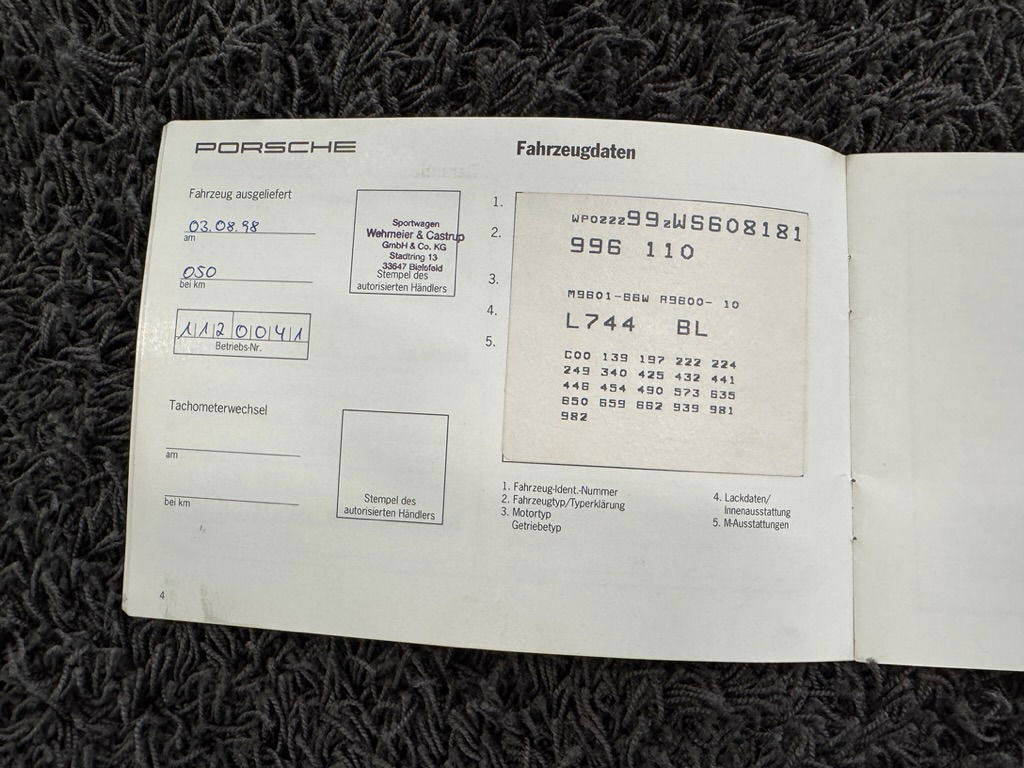 PORSCHE
Fahrzeug ausgeliefert
03.08.98
am
050
bei km
1120041
Betriebs-Nr.
Sportwagen
Wehmeier & Castrup
GmbH & Co. KG
Stadtring 13
33647 Bielefeld
Stempel des
autorisierten Händlers
Tachometerwechsel
am
bei km
Stempel des
autorisierten Händlers
4
Fahrzeugdaten
1.
2.
3.
4.
5.
WP0ZZZ99ZWS608181
996 110
M9601-66W A9600- 10
L744 BL
C00 139 197 222 224
249 340 425 432 441
446 454 490 573 635
650 659 662 939 981
982
1. Fahrzeug-Ident.-Nummer
2. Fahrzeugtyp/Typerklärung
3. Motortyp
Getriebetyp
4. Lackdaten/
Innenausstattung
5. M-Ausstattungen